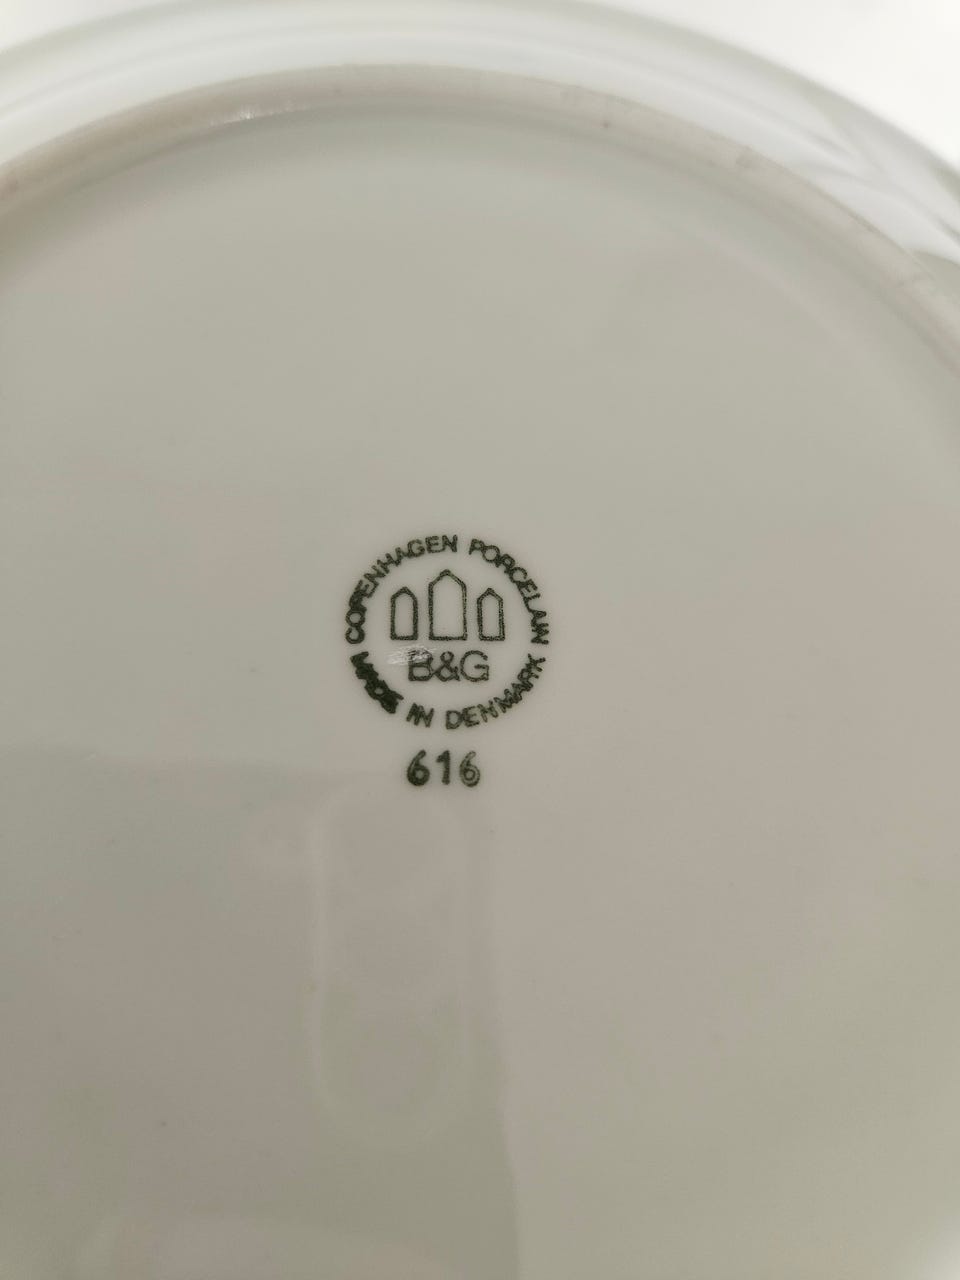 COPENHAGEN PORCELAIN
B&G
MADE IN DENMARK
616